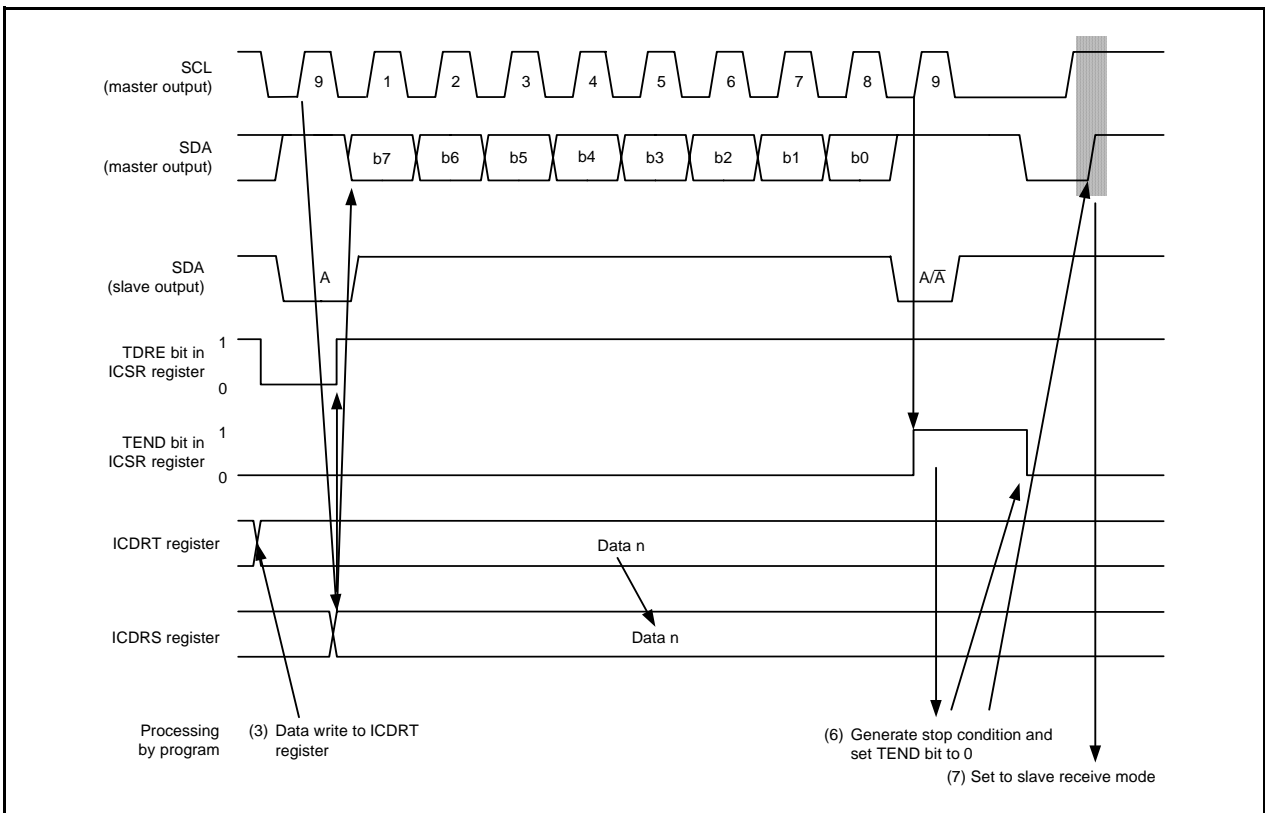 SCL
(master output)
9 1 2 3 4 5 6 7 8 9
SDA
(master output)
b7 b6 b5 b4 b3 b2 b1 b0
SDA
(slave output)
A A/A̅
TDRE bit in
ICSR register
1
0
TEND bit in
ICSR register
1
0
ICDRT register
Data n
ICDRS register
Data n
Processing
by program
(3) Data write to ICDRT
register
(6) Generate stop condition and
set TEND bit to 0
(7) Set to slave receive mode